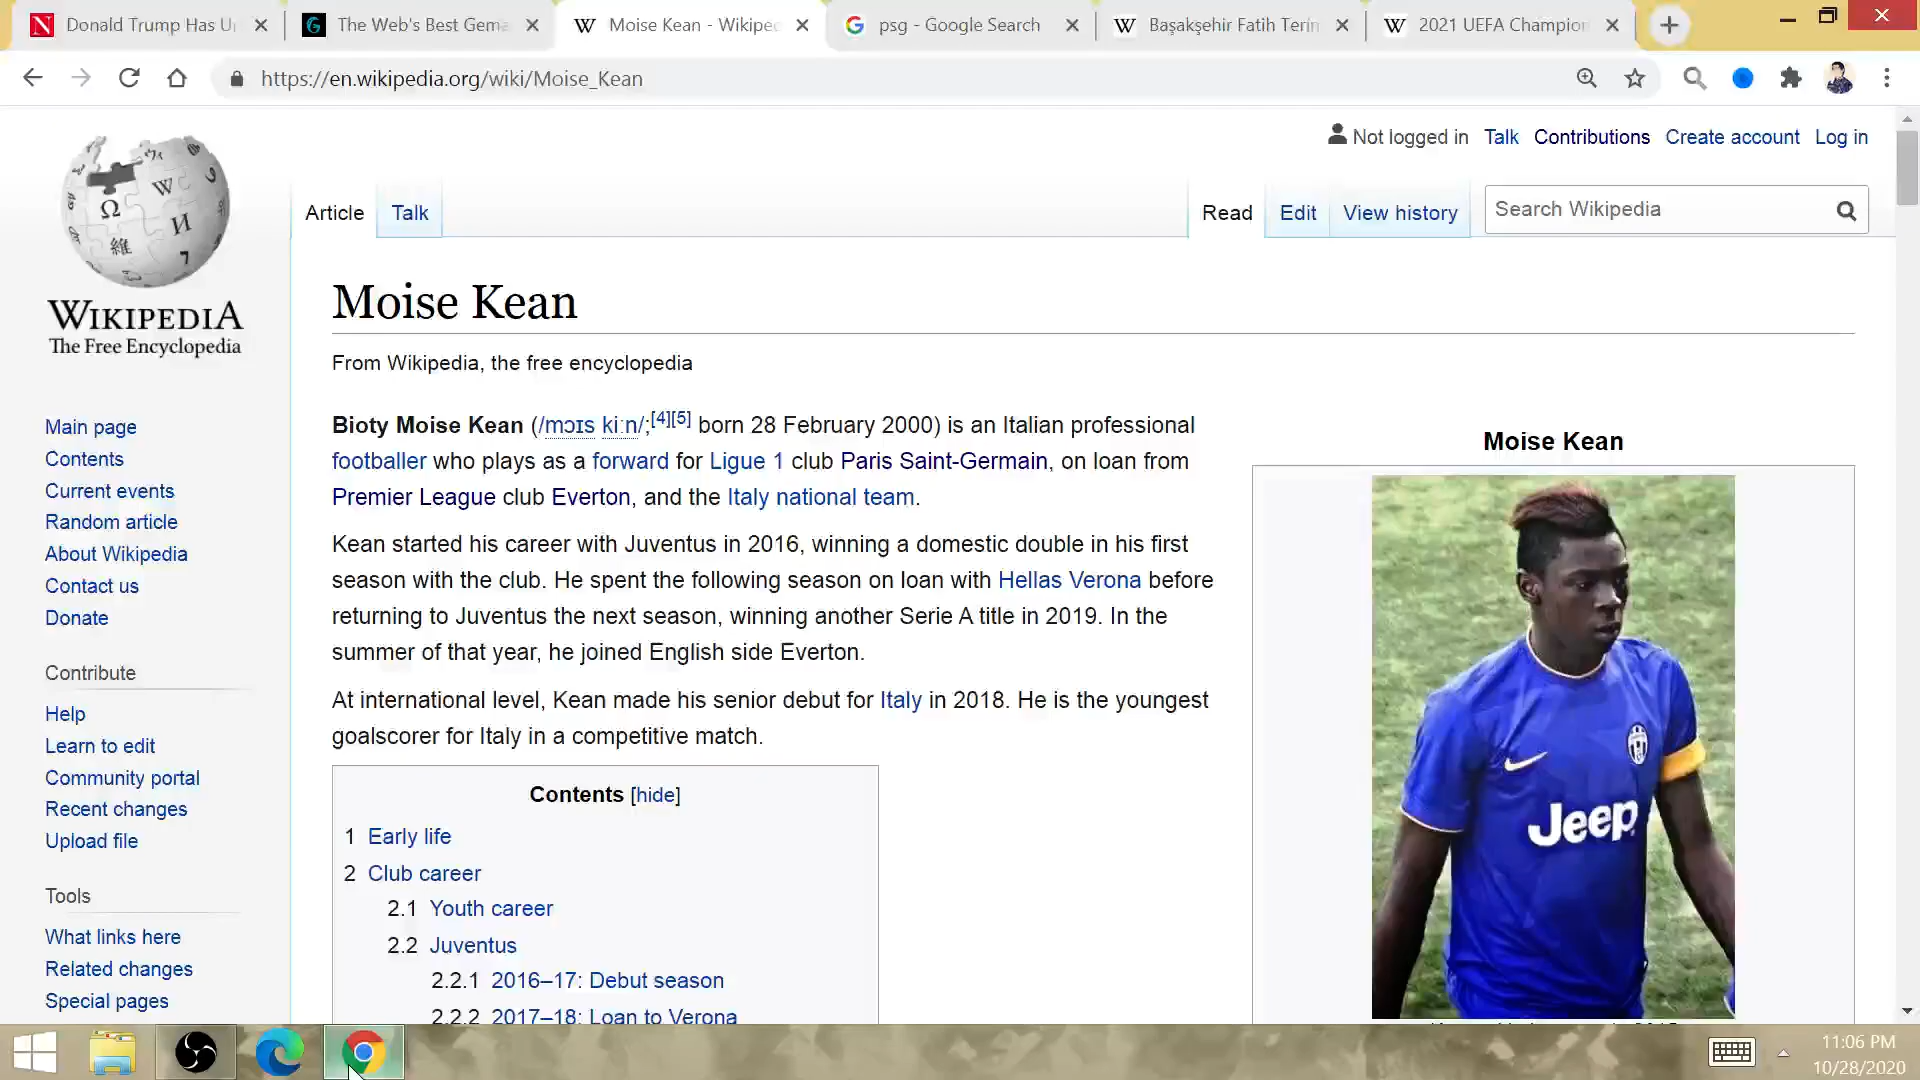 Donald Trump Has U
The Web's Best Gema
Moise Kean - Wikiped
psg - Google Search
Başakşehir Fatih Terin
2021 UEFA Champion
https://en.wikipedia.org/wiki/Moise_Kean
Not logged in Talk Contributions Create account Log in
WIKIPEDIA
The Free Encyclopedia
Article Talk Read Edit View history Search Wikipedia
Moise Kean
From Wikipedia, the free encyclopedia
Bioty Moise Kean (/mɔɪs kiːn/;[4][5] born 28 February 2000) is an Italian professional
footballer who plays as a forward for Ligue 1 club Paris Saint-Germain, on loan from
Premier League club Everton, and the Italy national team.
Kean started his career with Juventus in 2016, winning a domestic double in his first
season with the club. He spent the following season on loan with Hellas Verona before
returning to Juventus the next season, winning another Serie A title in 2019. In the
summer of that year, he joined English side Everton.
At international level, Kean made his senior debut for Italy in 2018. He is the youngest
goalscorer for Italy in a competitive match.
Contents [hide]
1 Early life
2 Club career
2.1 Youth career
2.2 Juventus
2.2.1 2016–17: Debut season
2.2.2 2017–18: Loan to Verona
Moise Kean
Jeep
Main page
Contents
Current events
Random article
About Wikipedia
Contact us
Donate
Contribute
Help
Learn to edit
Community portal
Recent changes
Upload file
Tools
What links here
Related changes
Special pages
11:06 PM
10/28/2020